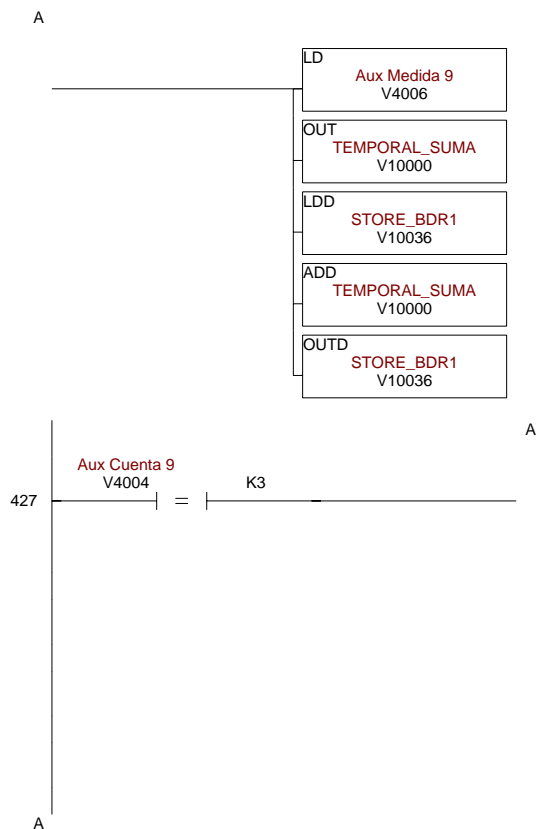 A
LD
Aux Medida 9
V4006
OUT
TEMPORAL_SUMA
V10000
LDD
STORE_BDR1
V10036
ADD
TEMPORAL_SUMA
V10000
OUTD
STORE_BDR1
V10036
A
Aux Cuenta 9
V4004 = K3
427
A